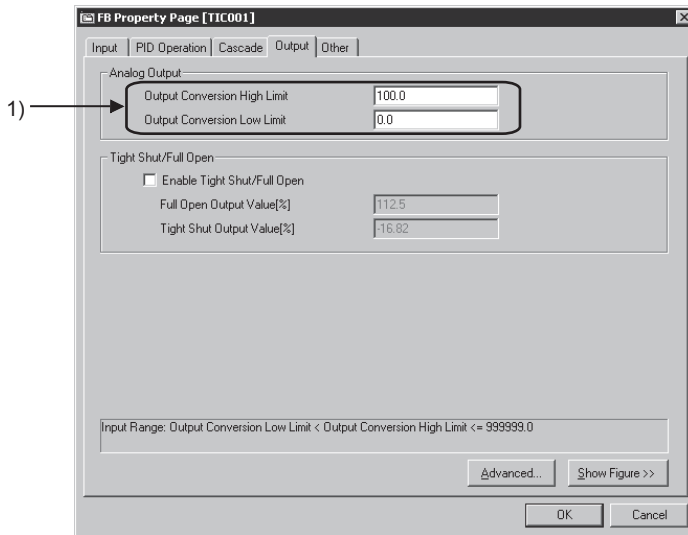 FB Property Page [TIC001]
Input PID Operation Cascade Output Other
Analog Output
1)
Output Conversion High Limit 100.0
Output Conversion Low Limit 0.0
Tight Shut/Full Open
Enable Tight Shut/Full Open
Full Open Output Value[%] 112.5
Tight Shut Output Value[%] -16.82
Input Range: Output Conversion Low Limit < Output Conversion High Limit <= 999999.0
Advanced... Show Figure >>
OK Cancel